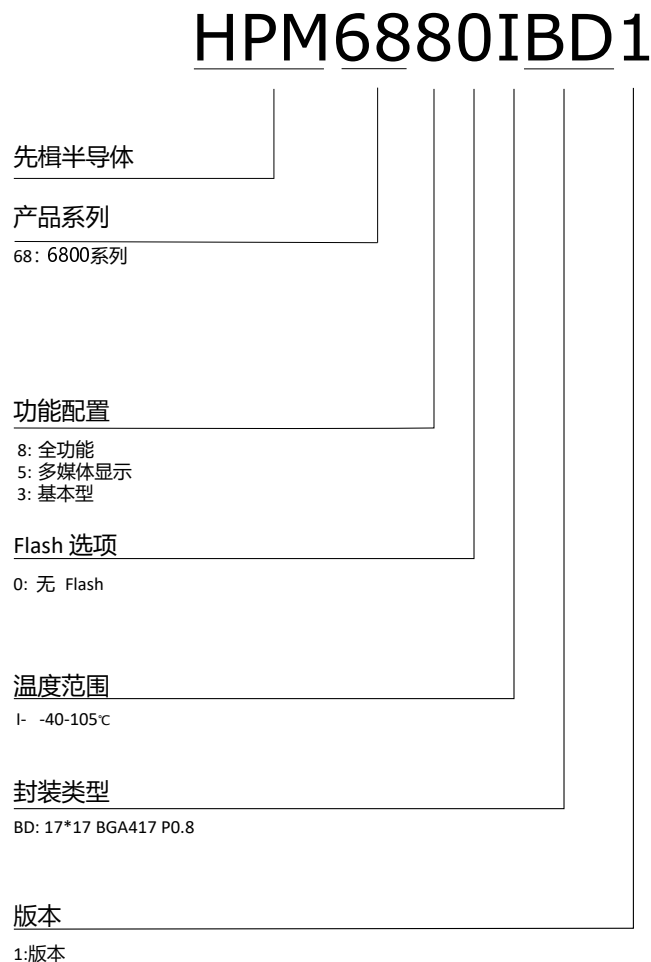 HPM6880IBD1
先楫半导体
产品系列
68: 6800系列
功能配置
8: 全功能
5: 多媒体显示
3: 基本型
Flash 选项
0: 无 Flash
温度范围
I- -40-105℃
封装类型
BD: 17*17 BGA417 P0.8
版本
1:版本